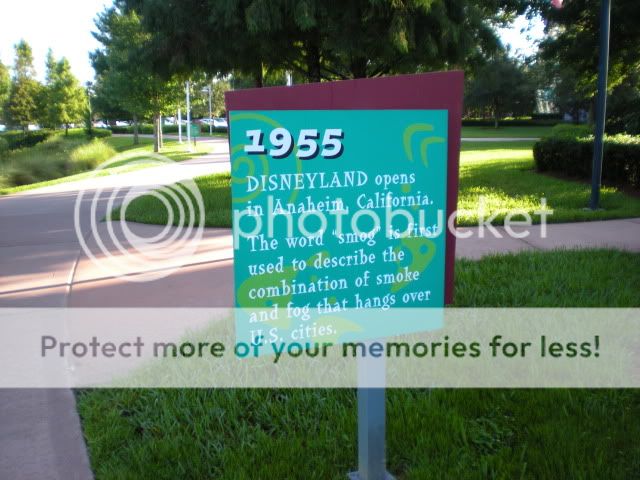 1955
DISNEYLAND opens
in Anaheim, California.
The word "smog" is first
used to describe the
combination of smoke
and fog that hangs over
U.S. cities.
photobucket
Protect more of your memories for less!